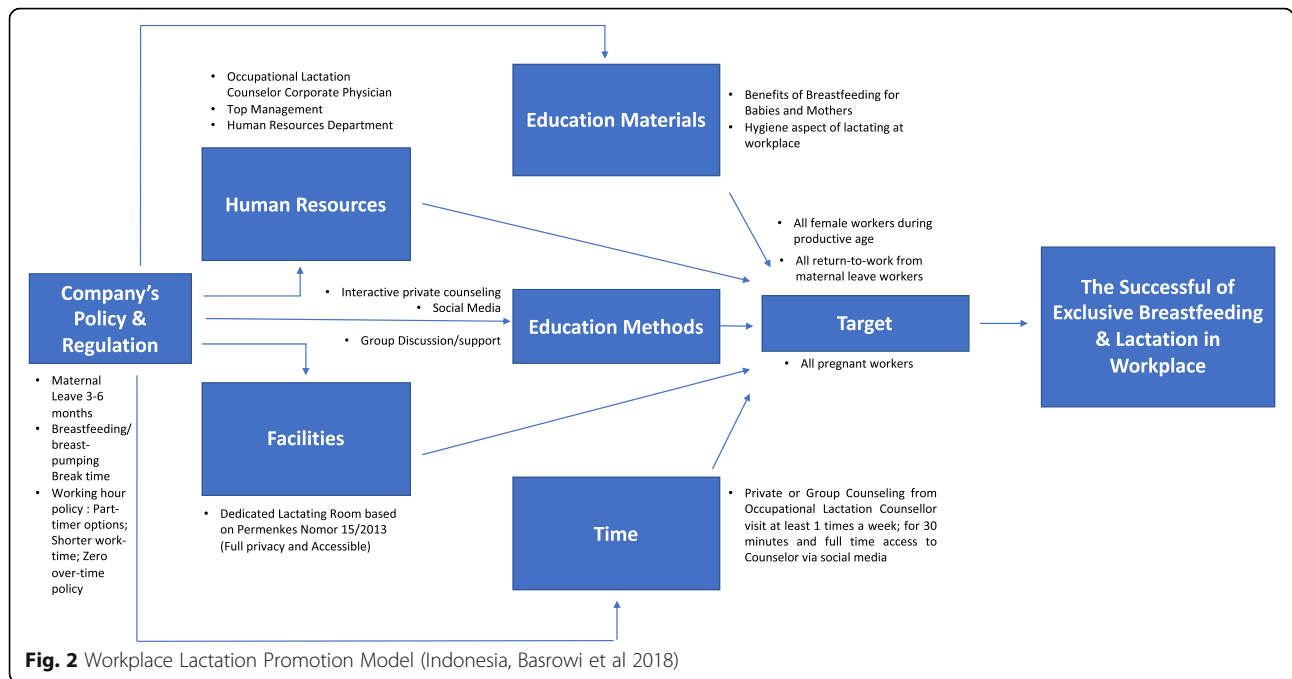 • Occupational Lactation
Counselor Corporate Physician
• Top Management
• Human Resources Department
Human Resources
Education Materials
• Benefits of Breastfeeding for
Babies and Mothers
• Hygiene aspect of lactating at
workplace
Company's
Policy &
Regulation
• Maternal
Leave 3-6
months
• Breastfeeding/
breast-
pumping
Break time
• Working hour
policy : Part-
timer options;
Shorter work-
time; Zero
over-time
policy
• Interactive private counseling
• Social Media
• Group Discussion/support
Education Methods
• All female workers during
productive age
• All return-to-work from
maternal leave workers
Target
• All pregnant workers
The Successful of
Exclusive Breastfeeding
& Lactation in
Workplace
Facilities
• Dedicated Lactating Room based
on Permenkes Nomor 15/2013
(Full privacy and Accessible)
Time
• Private or Group Counseling from
Occupational Lactation Counsellor
visit at least 1 times a week; for 30
minutes and full time access to
Counselor via social media
Fig. 2 Workplace Lactation Promotion Model (Indonesia, Basrowi et al 2018)